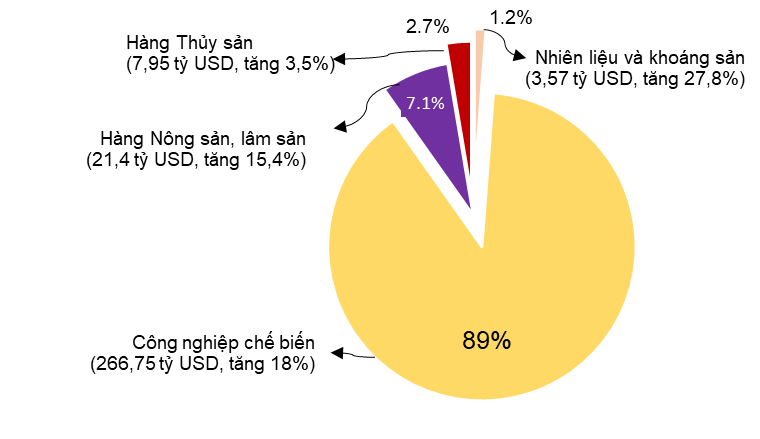 2.7%
1.2%
Hàng Thủy sản
(7,95 tỷ USD, tăng 3,5%)
Nhiên liệu và khoáng sản
(3,57 tỷ USD, tăng 27,8%)
7.1%
Hàng Nông sản, lâm sản
(21,4 tỷ USD, tăng 15,4%)
Công nghiệp chế biến
(266,75 tỷ USD, tăng 18%)
89%